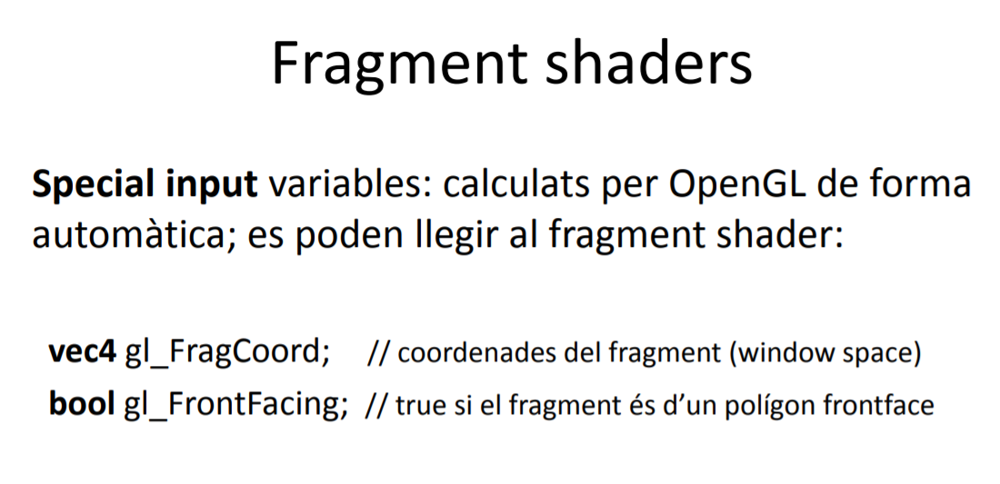 Fragment shaders
Special input variables: calculats per OpenGL de forma
automàtica; es poden llegir al fragment shader:
vec4 gl_FragCoord; // coordenades del fragment (window space)
bool gl_FrontFacing; // true si el fragment és d’un polígon frontface